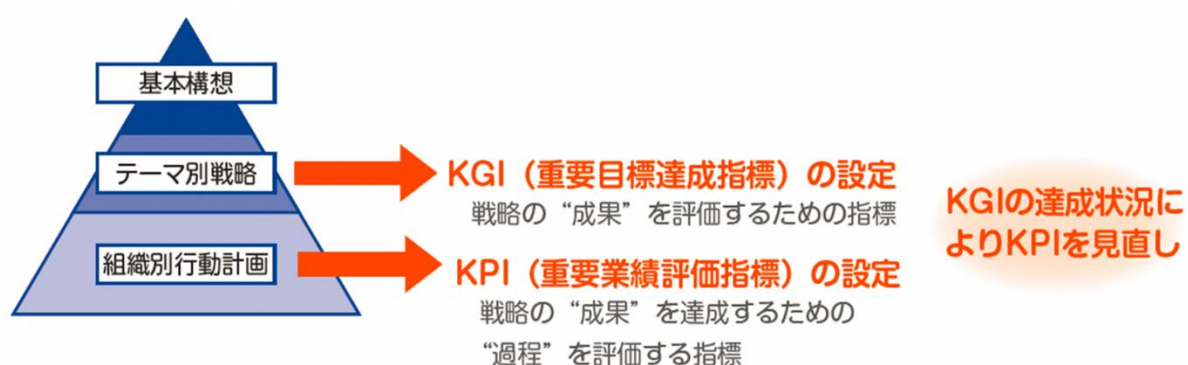 基本構想
テーマ別戦略
KGI（重要目標達成指標）の設定
戦略の“成果”を評価するための指標
組織別行動計画
KPI（重要業績評価指標）の設定
戦略の“成果”を達成するための
“過程”を評価する指標
KGIの達成状況に
よりKPIを見直し